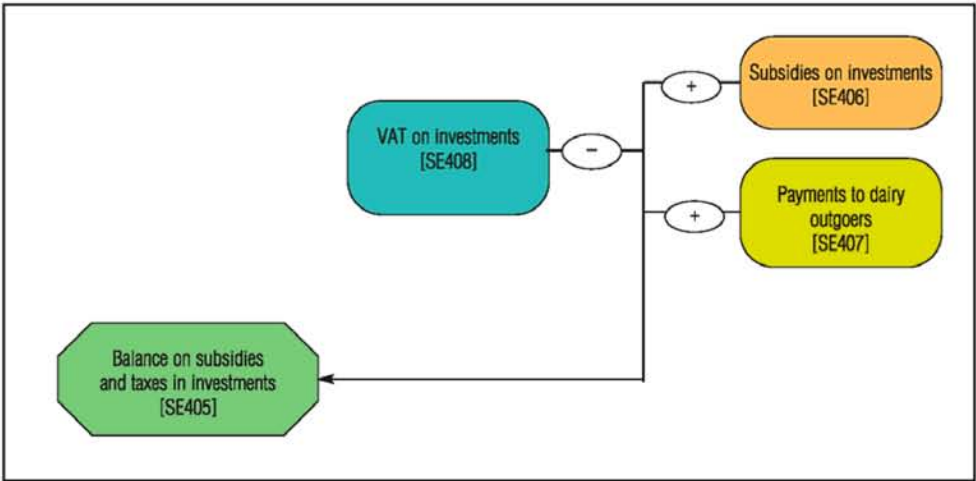 Subsidies on investments
[SE406]
+
VAT on investments
[SE408]
−
Payments to dairy
outgoers
[SE407]
+
Balance on subsidies
and taxes in investments
[SE405]